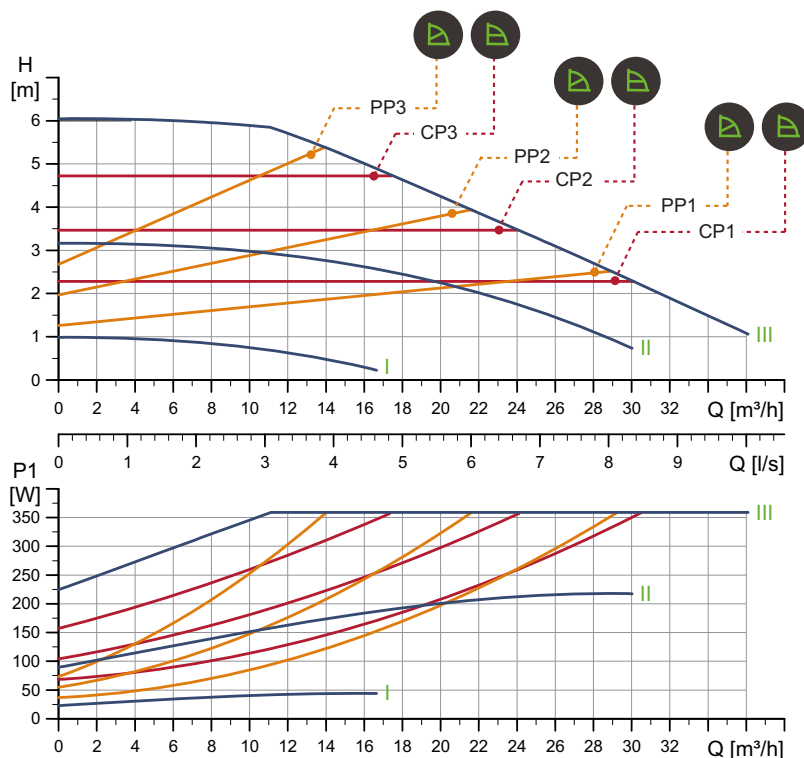 H
[m]
6
5
4
3
2
1
0
PP3
CP3
PP2
CP2
PP1
CP1
I
II
III
0 2 4 6 8 10 12 14 16 18 20 22 24 26 28 30 32
Q [m³/h]
0 1 2 3 4 5 6 7 8 9
Q [l/s]
P1
[W]
350
300
250
200
150
100
50
0
III
II
I
0 2 4 6 8 10 12 14 16 18 20 22 24 26 28 30 32
Q [m³/h]